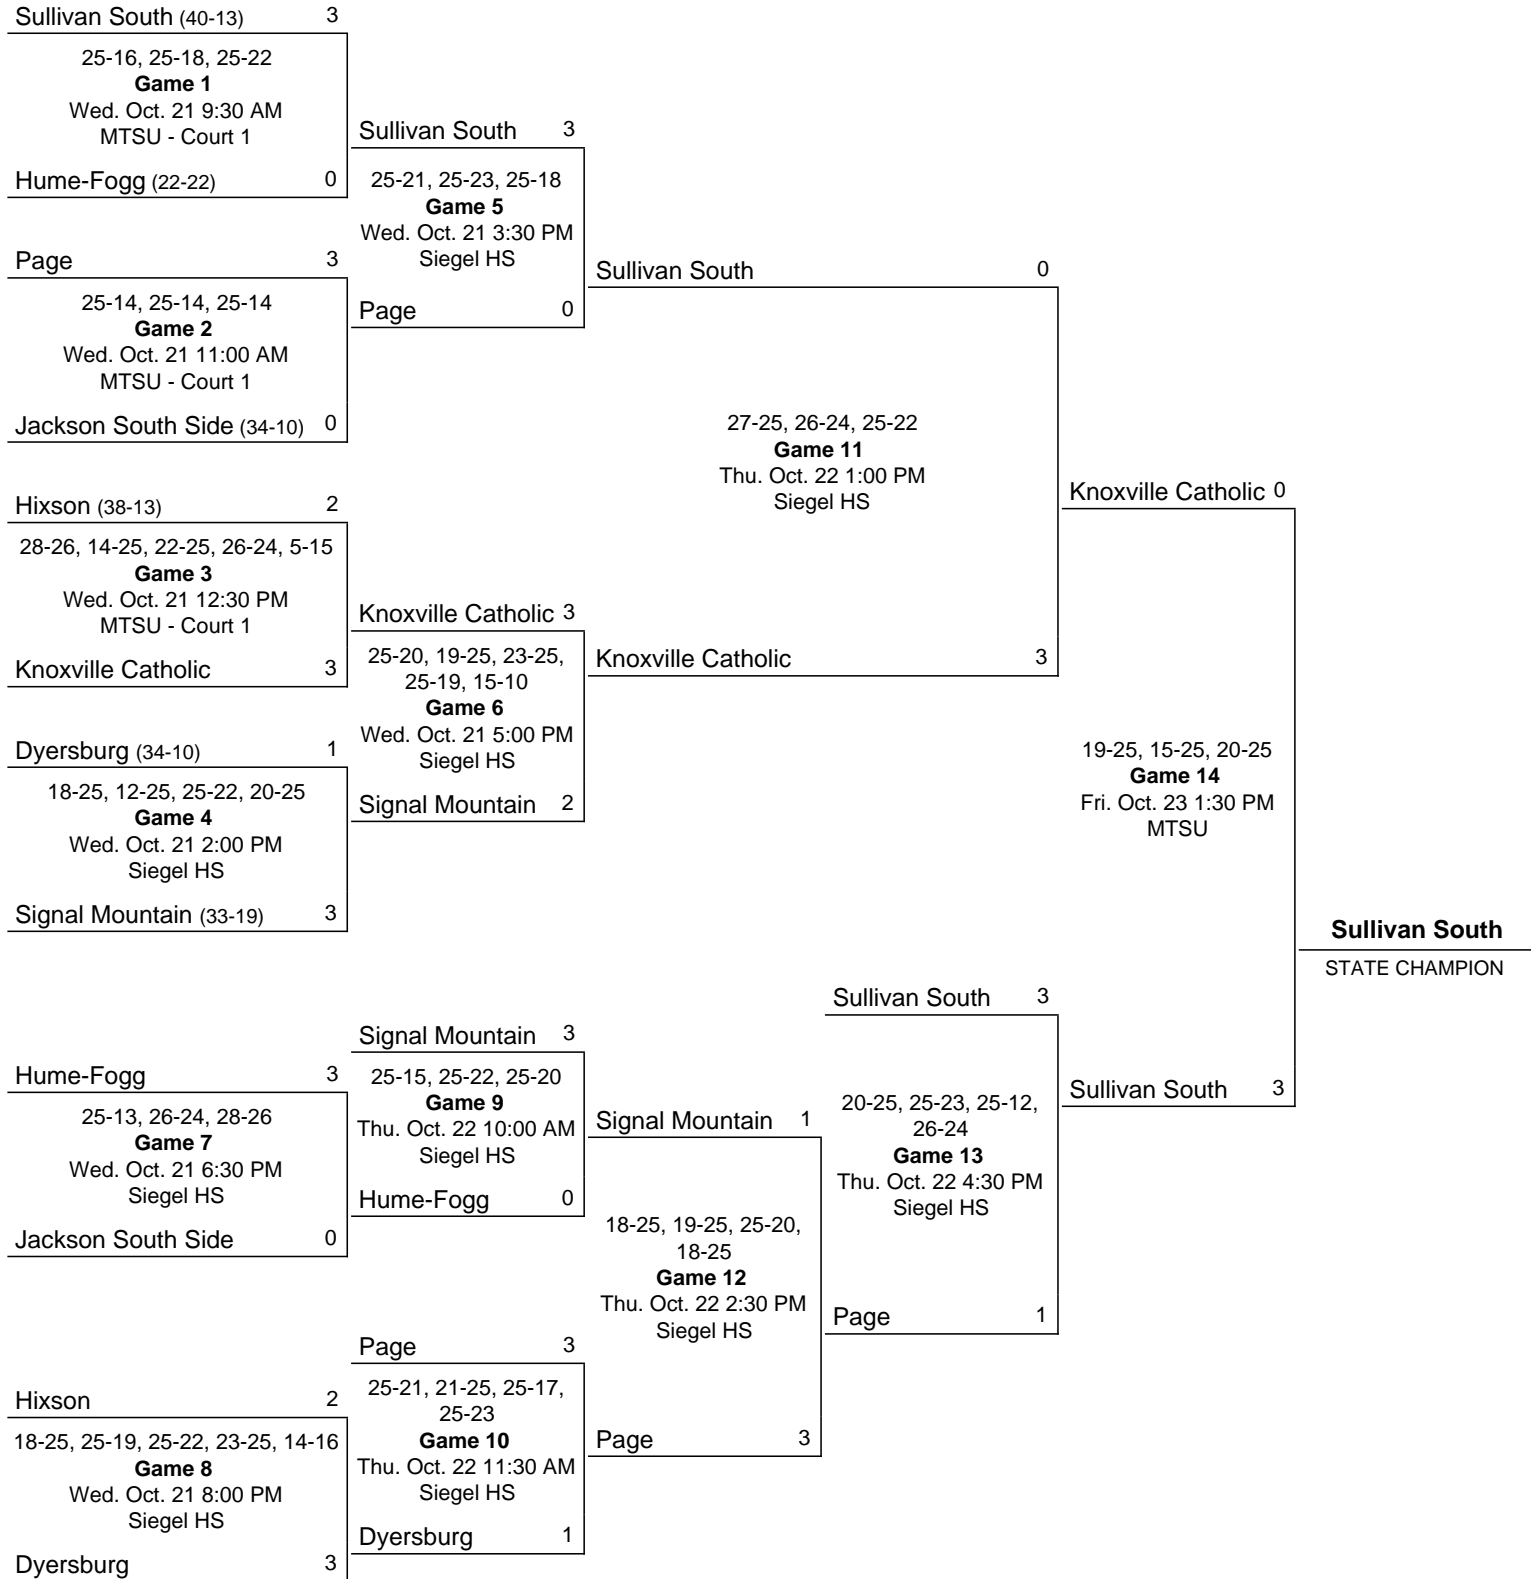 Sullivan South (40-13) 3
25-16, 25-18, 25-22
Game 1
Wed. Oct. 21 9:30 AM
MTSU - Court 1
Hume-Fogg (22-22) 0
Page 3
25-14, 25-14, 25-14
Game 2
Wed. Oct. 21 11:00 AM
MTSU - Court 1
Jackson South Side (34-10) 0
Hixson (38-13) 2
28-26, 14-25, 22-25, 26-24, 5-15
Game 3
Wed. Oct. 21 12:30 PM
MTSU - Court 1
Knoxville Catholic 3
Dyersburg (34-10) 1
18-25, 12-25, 25-22, 20-25
Game 4
Wed. Oct. 21 2:00 PM
Siegel HS
Signal Mountain (33-19) 3
Hume-Fogg 3
25-13, 26-24, 28-26
Game 7
Wed. Oct. 21 6:30 PM
Siegel HS
Jackson South Side 0
Hixson 2
18-25, 25-19, 25-22, 23-25, 14-16
Game 8
Wed. Oct. 21 8:00 PM
Siegel HS
Dyersburg 3
Sullivan South 3
25-21, 25-23, 25-18
Game 5
Wed. Oct. 21 3:30 PM
Siegel HS
Page 0
Knoxville Catholic 3
25-20, 19-25, 23-25,
25-19, 15-10
Game 6
Wed. Oct. 21 5:00 PM
Siegel HS
Signal Mountain 2
Signal Mountain 3
25-15, 25-22, 25-20
Game 9
Thu. Oct. 22 10:00 AM
Siegel HS
Hume-Fogg 0
Page 3
25-21, 21-25, 25-17,
25-23
Game 10
Thu. Oct. 22 11:30 AM
Siegel HS
Dyersburg 1
Sullivan South 0
27-25, 26-24, 25-22
Game 11
Thu. Oct. 22 1:00 PM
Siegel HS
Knoxville Catholic 3
Signal Mountain 1
18-25, 19-25, 25-20,
18-25
Game 12
Thu. Oct. 22 2:30 PM
Siegel HS
Page 3
Sullivan South 3
20-25, 25-23, 25-12,
26-24
Game 13
Thu. Oct. 22 4:30 PM
Siegel HS
Page 1
Knoxville Catholic 0
19-25, 15-25, 20-25
Game 14
Fri. Oct. 23 1:30 PM
MTSU
Sullivan South 3
Sullivan South
STATE CHAMPION